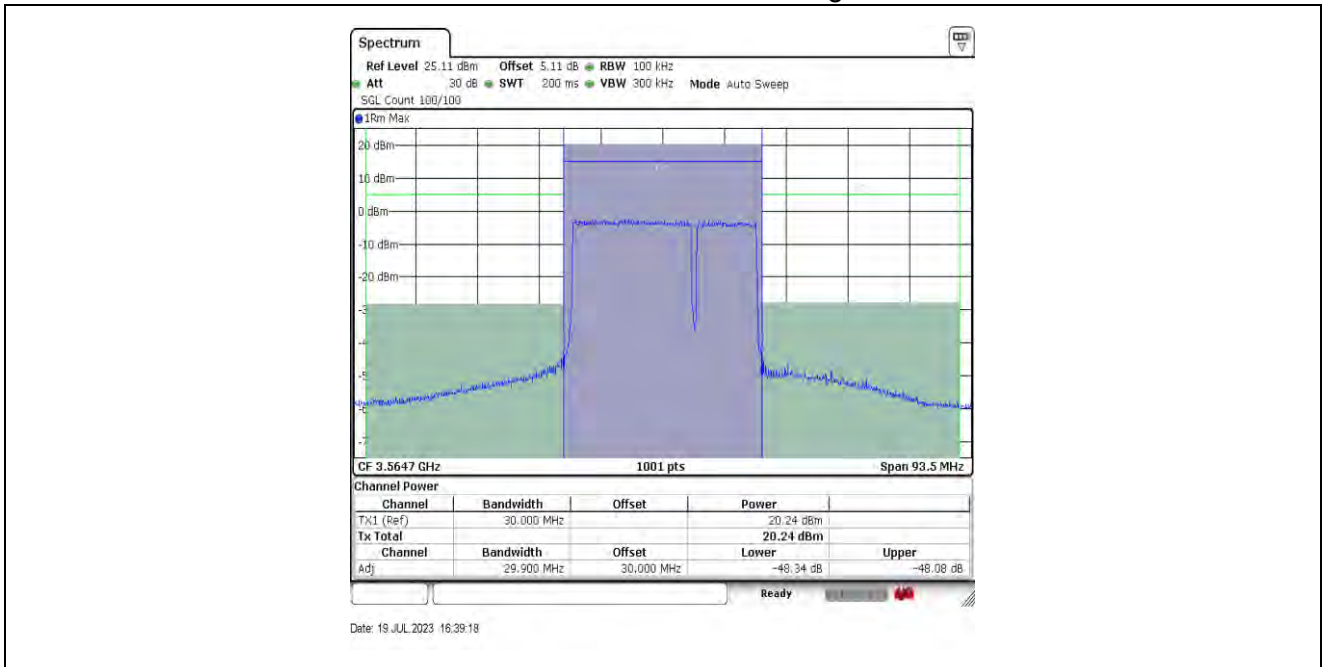 Spectrum
Ref Level 25.11 dBm Offset 5.11 dB RBW 100 kHz
Att 30 dB SWT 200 ms VBW 300 kHz Mode Auto Sweep
SGL Count 100/100
1Rm Max
20 dBm
10 dBm
0 dBm
-10 dBm
-20 dBm
-3
-4
-5
-6
-7
CF 3.5647 GHz 1001 pts Span 93.5 MHz
Channel Power
Channel Bandwidth Offset Power
TX1 (Ref) 30.000 MHz 20.24 dBm
Tx Total 20.24 dBm
Channel Bandwidth Offset Lower Upper
Adj 29.900 MHz 30.000 MHz -48.34 dB -48.08 dB
Ready
Date: 19.JUL.2023 16:39:18